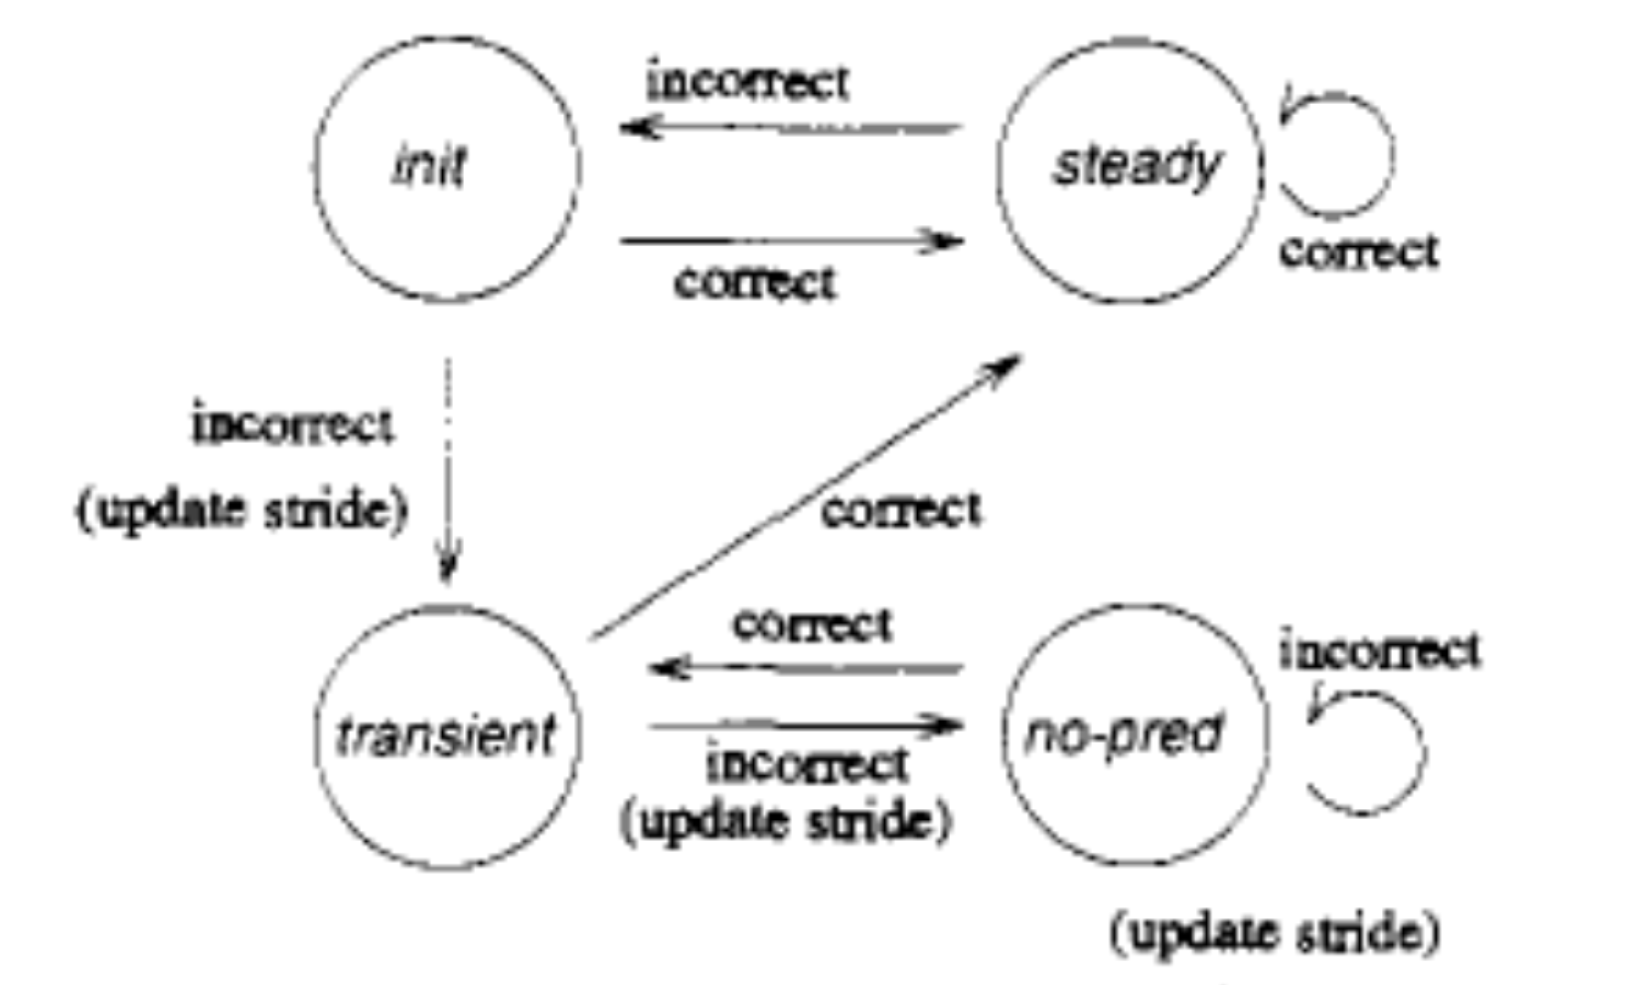 incorrect
init
steady
correct
correct
incorrect
(update stride)
correct
correct
incorrect
transient
no-pred
incorrect
(update stride)
(update stride)